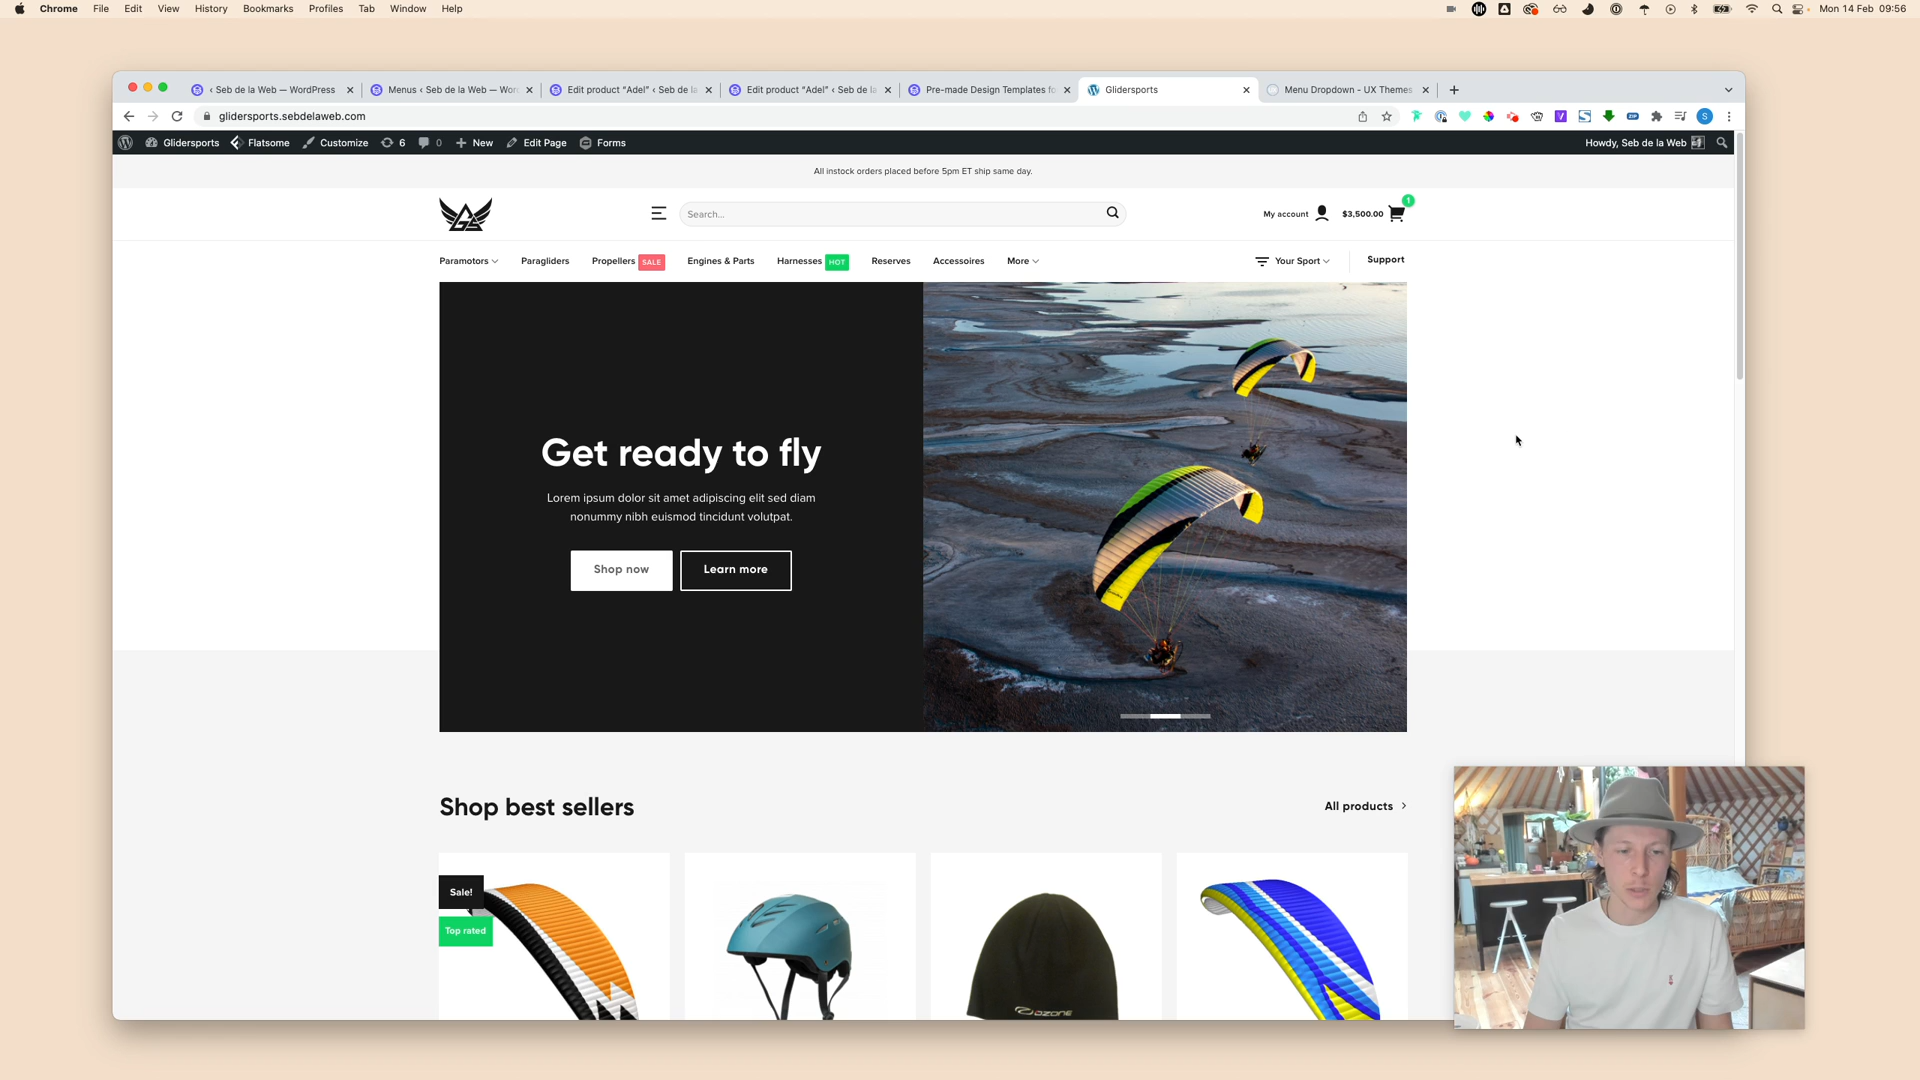 Chrome File Edit View History Bookmarks Profiles Tab Window Help
Mon 14 Feb 09:56
‹ Seb de la Web — WordPress
Menus ‹ Seb de la Web — Wor
Edit product “Adel” ‹ Seb de la
Edit product “Adel” ‹ Seb de la
Pre-made Design Templates fo
Glidersports
Menu Dropdown - UX Themes
glidersports.sebdelaweb.com
Glidersports Flatsome Customize 6 0 New Edit Page Forms
Howdy, Seb de la Web
All instock orders placed before 5pm ET ship same day.
Search...
My account
$3,500.00
1
Paramotors Paragliders Propellers SALE Engines & Parts Harnesses HOT Reserves Accessoires More
Your Sport Support
Get ready to fly
Lorem ipsum dolor sit amet adipiscing elit sed diam
nonummy nibh euismod tincidunt volutpat.
Shop now Learn more
Shop best sellers
All products
Sale!
Top rated
OZONE